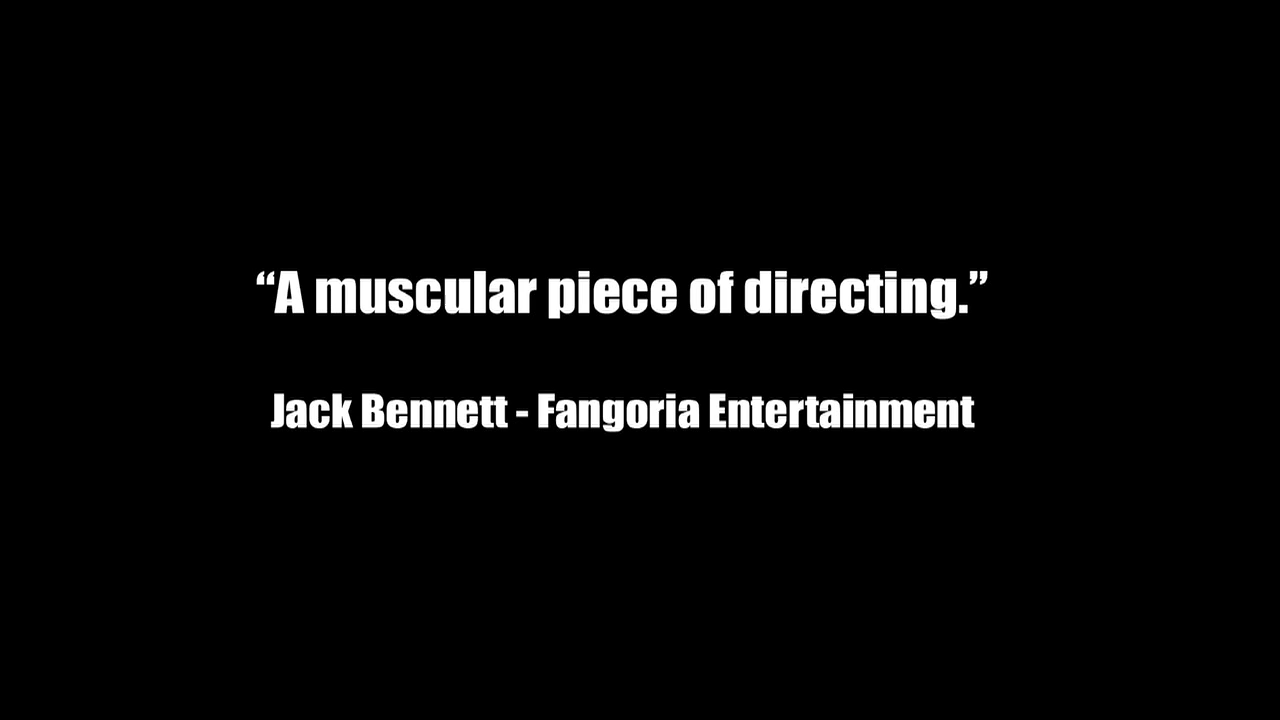 “A muscular piece of directing.”
Jack Bennett - Fangoria Entertainment